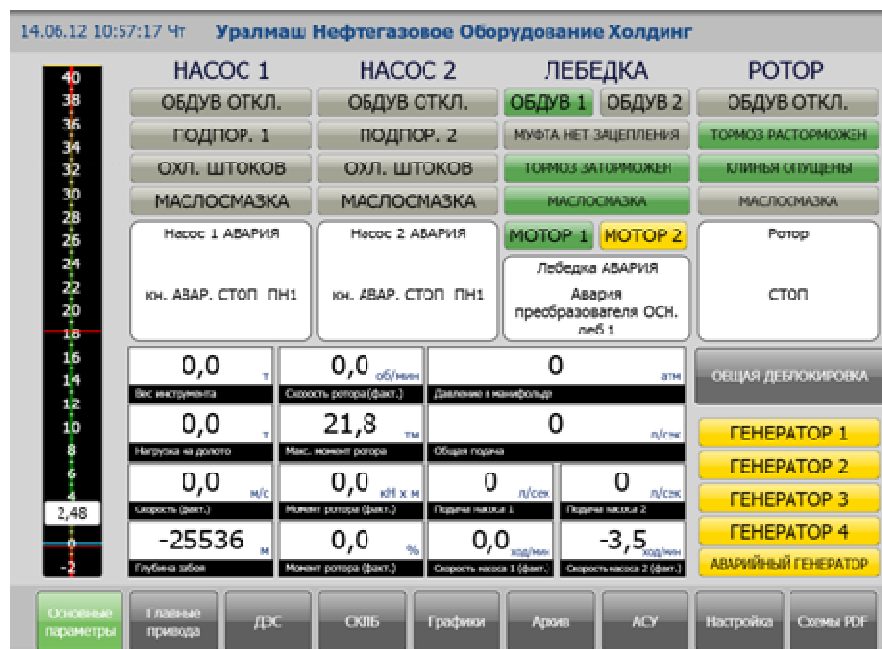 14.06.12 10:57:17 Чт Уралмаш Нефтегазовое Оборудование Холдинг
НАСОС 1 НАСОС 2 ЛЕБЕДКА РОТОР
ОБДУВ ОТКЛ. ОБДУВ ОТКЛ. ОБДУВ 1 ОБДУВ 2 ОБДУВ ОТКЛ.
ПОДПОР. 1 ПОДПОР. 2 МУФТА НЕТ ЗАЦЕПЛЕНИЯ ТОРМОЗ РАСТОРМОЖЕН
ОХЛ. ШТОКОВ ОХЛ. ШТОКОВ ТОРМОЗ ЗАТОРМОЖЕН КЛИНЬЯ ОПУЩЕНЫ
МАСЛОСМАЗКА МАСЛОСМАЗКА МАСЛОСМАЗКА МАСЛОСМАЗКА
Насос 1 АВАРИЯ Насос 2 АВАРИЯ МОТОР 1 МОТОР 2 Ротор
кн. АВАР. СТОП ПН1 кн. АВАР. СТОП ПН1 Лебедка АВАРИЯ СТОП
Авария
преобразователя ОСН.
леб 1
40
38
36
34
32
30
28
26
24
22
20
18
16
14
12
10
8
6
4
2,48
0
-2
0,0 т 0,0 об/мин 0 атм
Вес инструмента Скорость ротора(факт.) Давление в манифольде
ОБЩАЯ ДЕБЛОКИРОВКА
0,0 т 21,8 тм 0 л/сек
Нагрузка на долото Макс. момент ротора Общая подача
0,0 м/с 0,0 кН х м 0 л/сек 0 л/сек
Скорость (факт.) Момент ротора (факт.) Подача насоса 1 Подача насоса 2
-25536 м 0,0 % 0,0 ход/мин -3,5 ход/мин
Глубина забоя Момент ротора (факт.) Скорость насоса 1 (факт.) Скорость насоса 2 (факт.)
ГЕНЕРАТОР 1
ГЕНЕРАТОР 2
ГЕНЕРАТОР 3
ГЕНЕРАТОР 4
АВАРИЙНЫЙ ГЕНЕРАТОР
Основные параметры Главные привода ДЭС СКПБ Графики Архив АСУ Настройка Схемы PDF